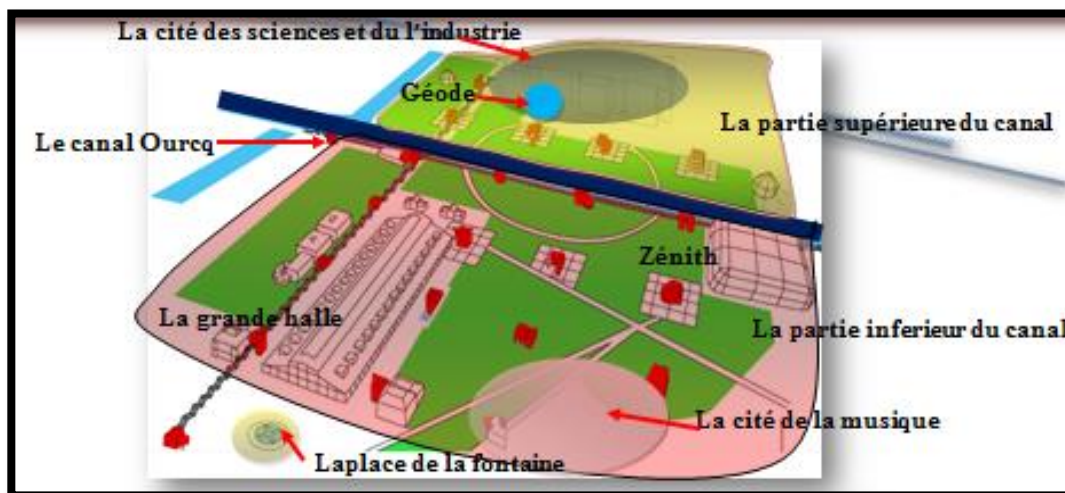 La cité des sciences et du l'industrie
Géode
La partie supérieure du canal
Le canal Ourcq
Zénith
La grande halle
La partie inferieur du canal
La cité de la musique
Laplace de la fontaine